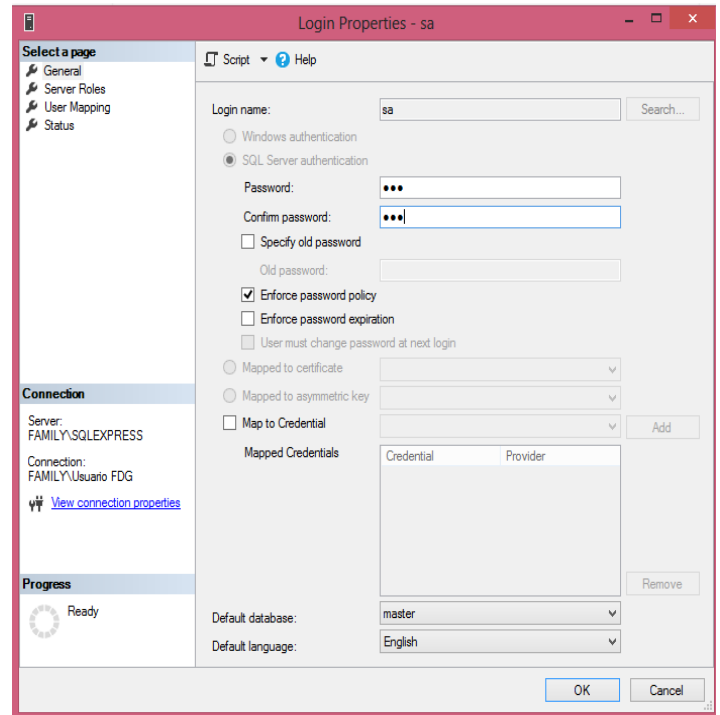 Login Properties - sa
Select a page
General
Server Roles
User Mapping
Status
Script
Help
Login name:
sa
Search...
Windows authentication
SQL Server authentication
Password:
●●●
Confirm password:
●●●
Specify old password
Old password:
Enforce password policy
Enforce password expiration
User must change password at next login
Mapped to certificate
Mapped to asymmetric key
Map to Credential
Add
Mapped Credentials
Credential
Provider
Remove
Default database:
master
Default language:
English
Connection
Server:
FAMILY\SQLEXPRESS
Connection:
FAMILY\Usuario FDG
View connection properties
Progress
Ready
OK
Cancel